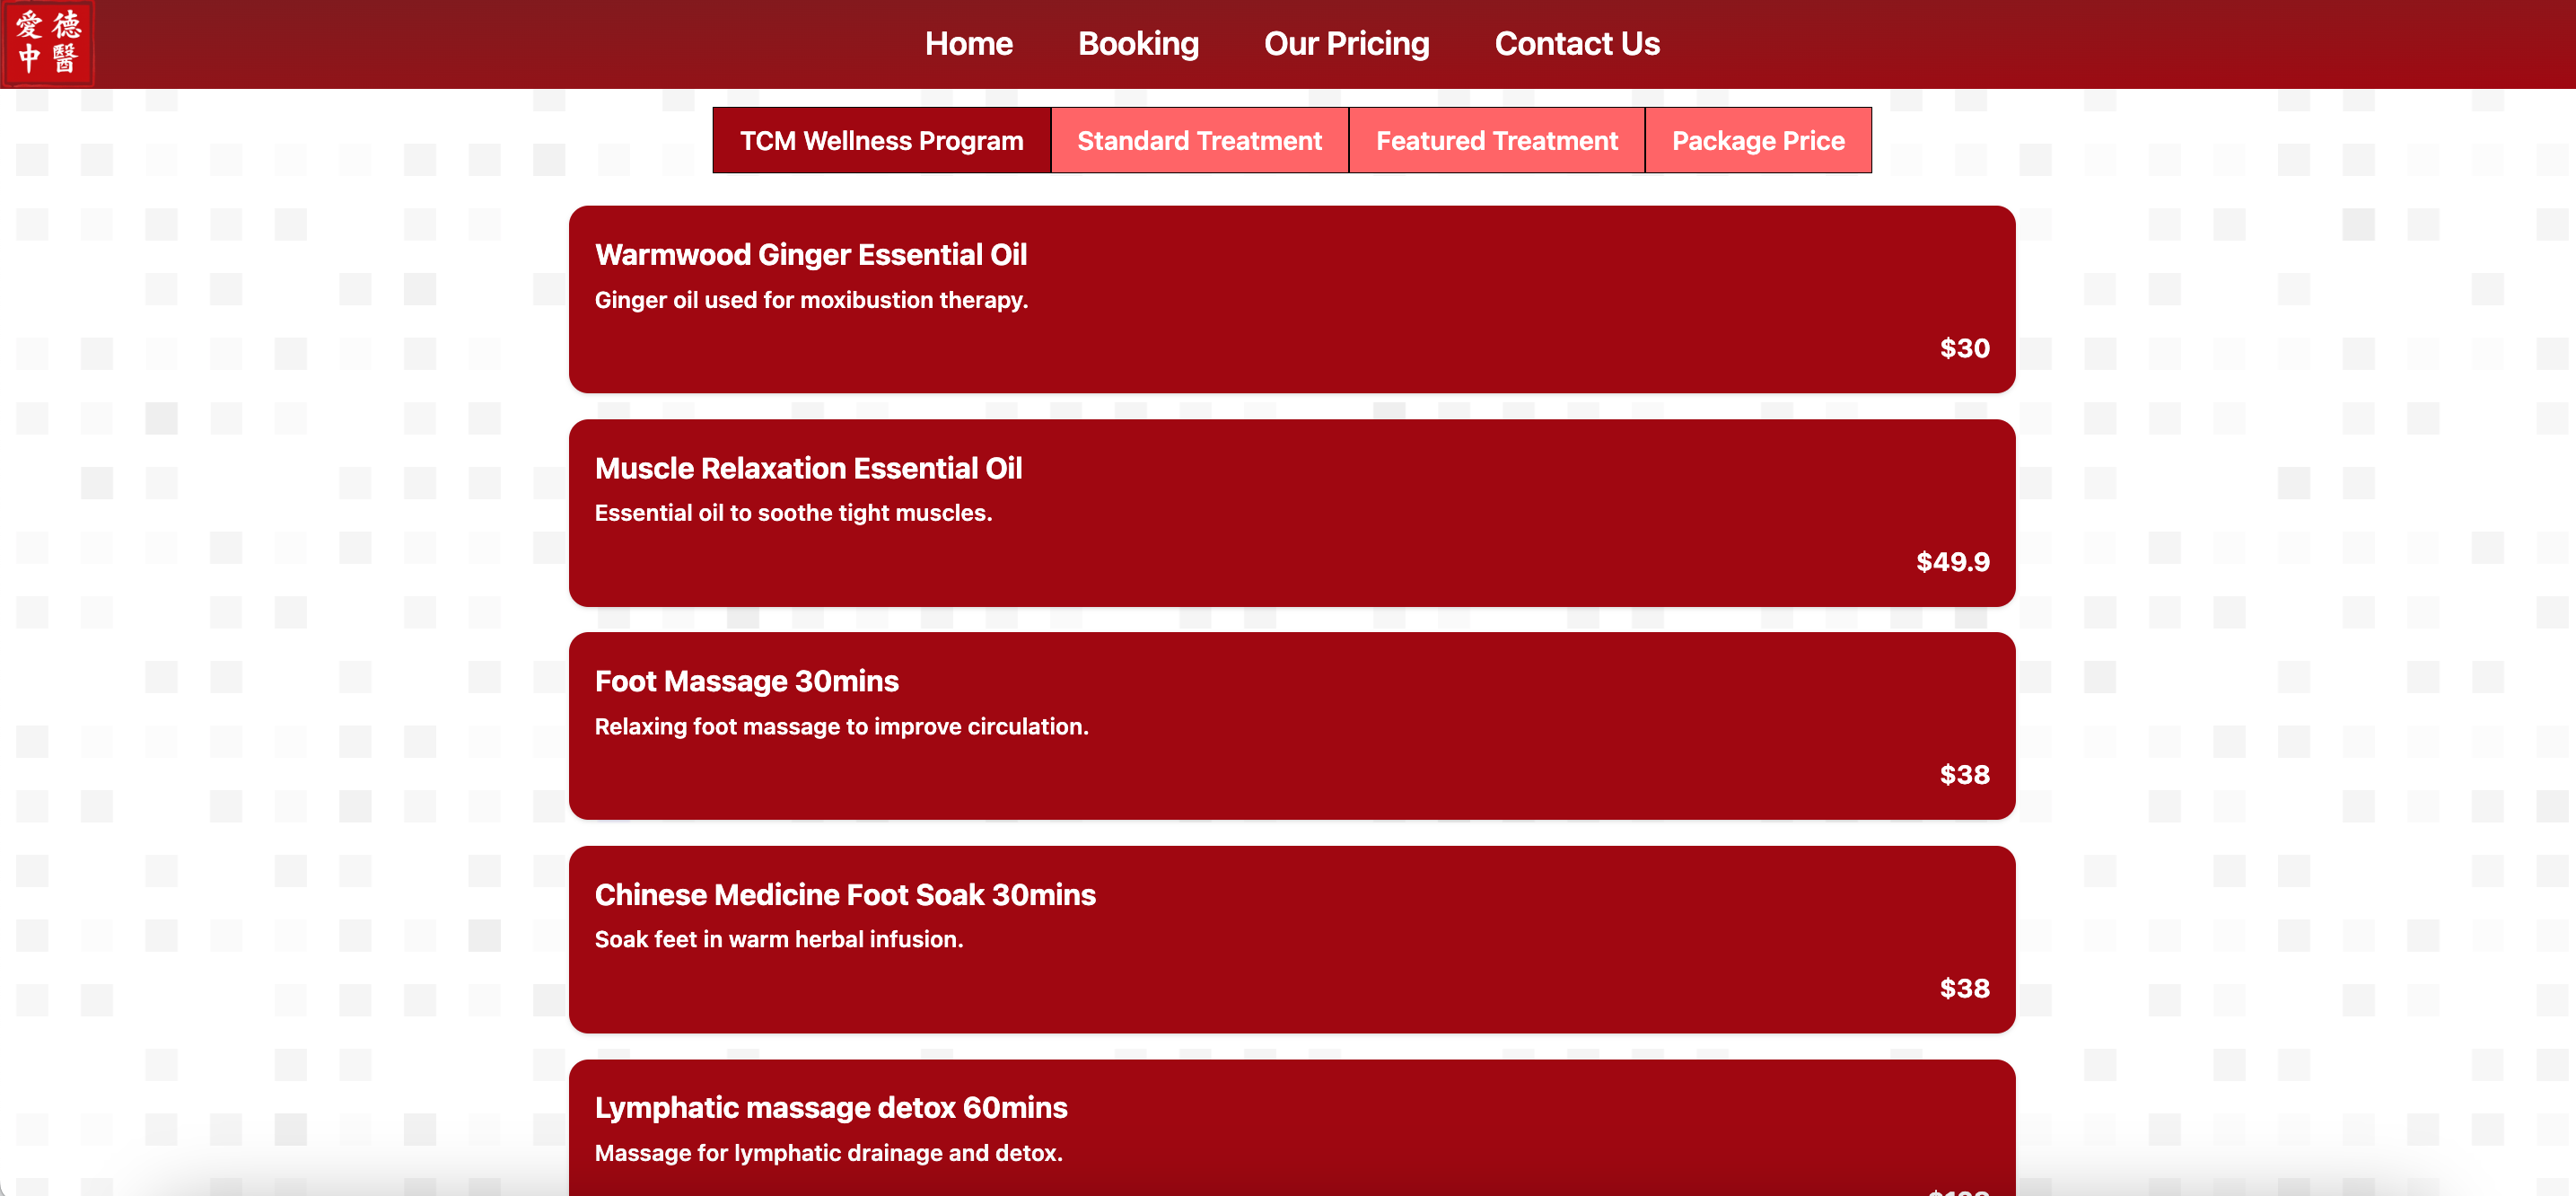 愛德
中醫
Home Booking Our Pricing Contact Us
TCM Wellness Program Standard Treatment Featured Treatment Package Price
Warmwood Ginger Essential Oil
Ginger oil used for moxibustion therapy.
$30
Muscle Relaxation Essential Oil
Essential oil to soothe tight muscles.
$49.9
Foot Massage 30mins
Relaxing foot massage to improve circulation.
$38
Chinese Medicine Foot Soak 30mins
Soak feet in warm herbal infusion.
$38
Lymphatic massage detox 60mins
Massage for lymphatic drainage and detox.